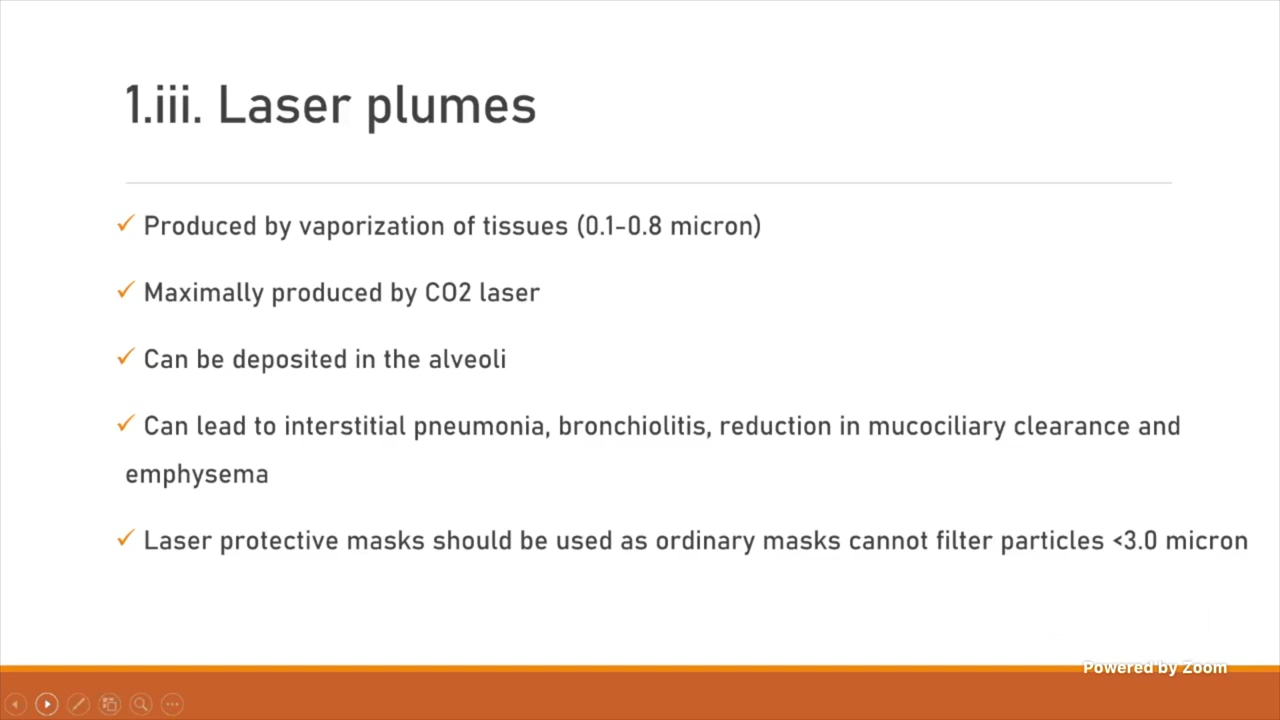 1.iii. Laser plumes
✓ Produced by vaporization of tissues (0.1-0.8 micron)
✓ Maximally produced by CO2 laser
✓ Can be deposited in the alveoli
✓ Can lead to interstitial pneumonia, bronchiolitis, reduction in mucociliary clearance and
emphysema
✓ Laser protective masks should be used as ordinary masks cannot filter particles <3.0 micron
Powered by Zoom